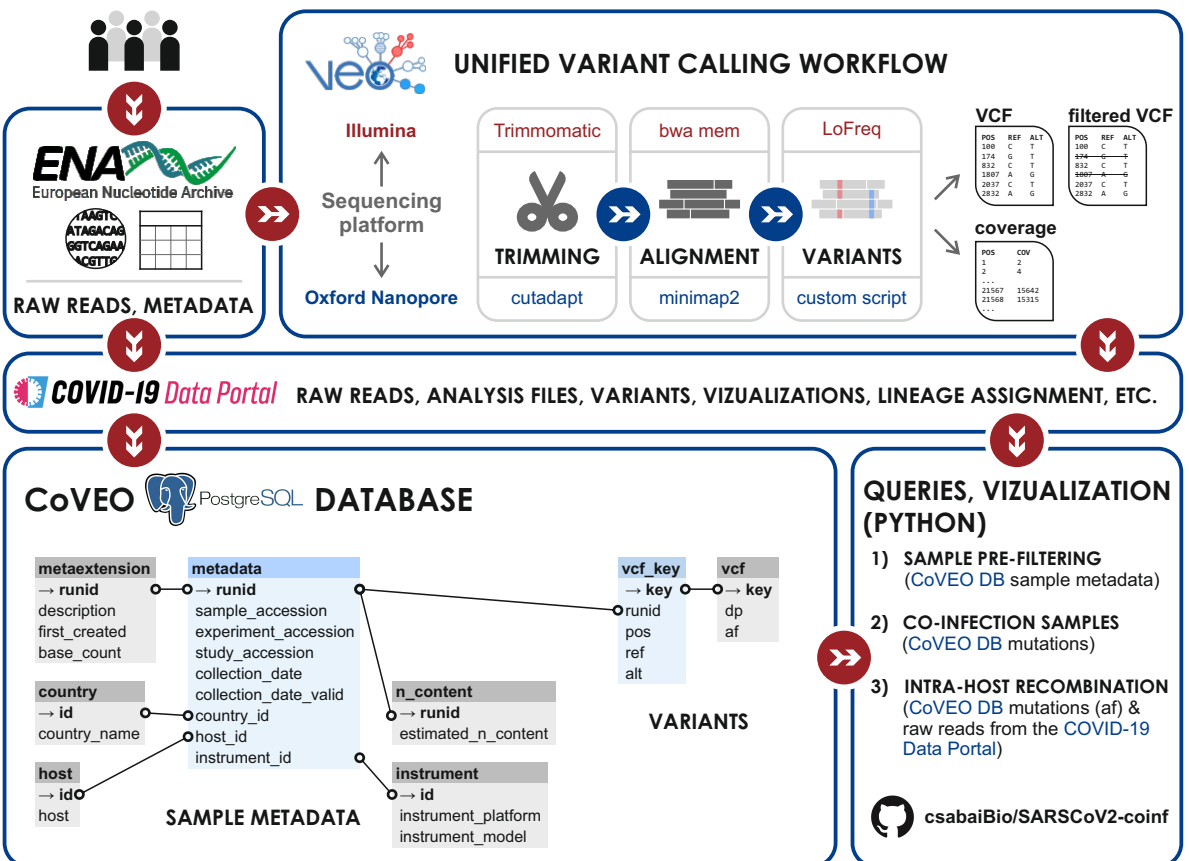 VEO
UNIFIED VARIANT CALLING WORKFLOW
ENA
European Nucleotide Archive
TAAGTC
ATAGACAG
GGTCAGAA
ACGTTG
RAW READS, METADATA
Illumina
Sequencing
platform
Oxford Nanopore
Trimmomatic
TRIMMING
cutadapt
bwa mem
ALIGNMENT
minimap2
LoFreq
VARIANTS
custom script
VCF
POS REF ALT
100 C T
174 G T
832 C T
1807 A G
2037 C T
2832 A G
filtered VCF
POS REF ALT
100 C T
174 G T
832 C T
1807 A G
2037 C T
2832 A G
coverage
POS COV
1 2
2 4
...
21567 15642
21568 15315
...
COVID-19 Data Portal
RAW READS, ANALYSIS FILES, VARIANTS, VIZUALIZATIONS, LINEAGE ASSIGNMENT, ETC.
CoVEO PostgreSQL DATABASE
metaextension
→ runid
description
first_created
base_count
country
→ id
country_name
host
→ id
host
metadata
→ runid
sample_accession
experiment_accession
study_accession
collection_date
collection_date_valid
country_id
host_id
instrument_id
SAMPLE METADATA
n_content
→ runid
estimated_n_content
instrument
→ id
instrument_platform
instrument_model
vcf_key
→ key
runid
pos
ref
alt
vcf
→ key
dp
af
VARIANTS
QUERIES, VIZUALIZATION
(PYTHON)
1) SAMPLE PRE-FILTERING
(CoVEO DB sample metadata)
2) CO-INFECTION SAMPLES
(CoVEO DB mutations)
3) INTRA-HOST RECOMBINATION
(CoVEO DB mutations (af) &
raw reads from the COVID-19
Data Portal)
csabaiBio/SARSCoV2-coinf